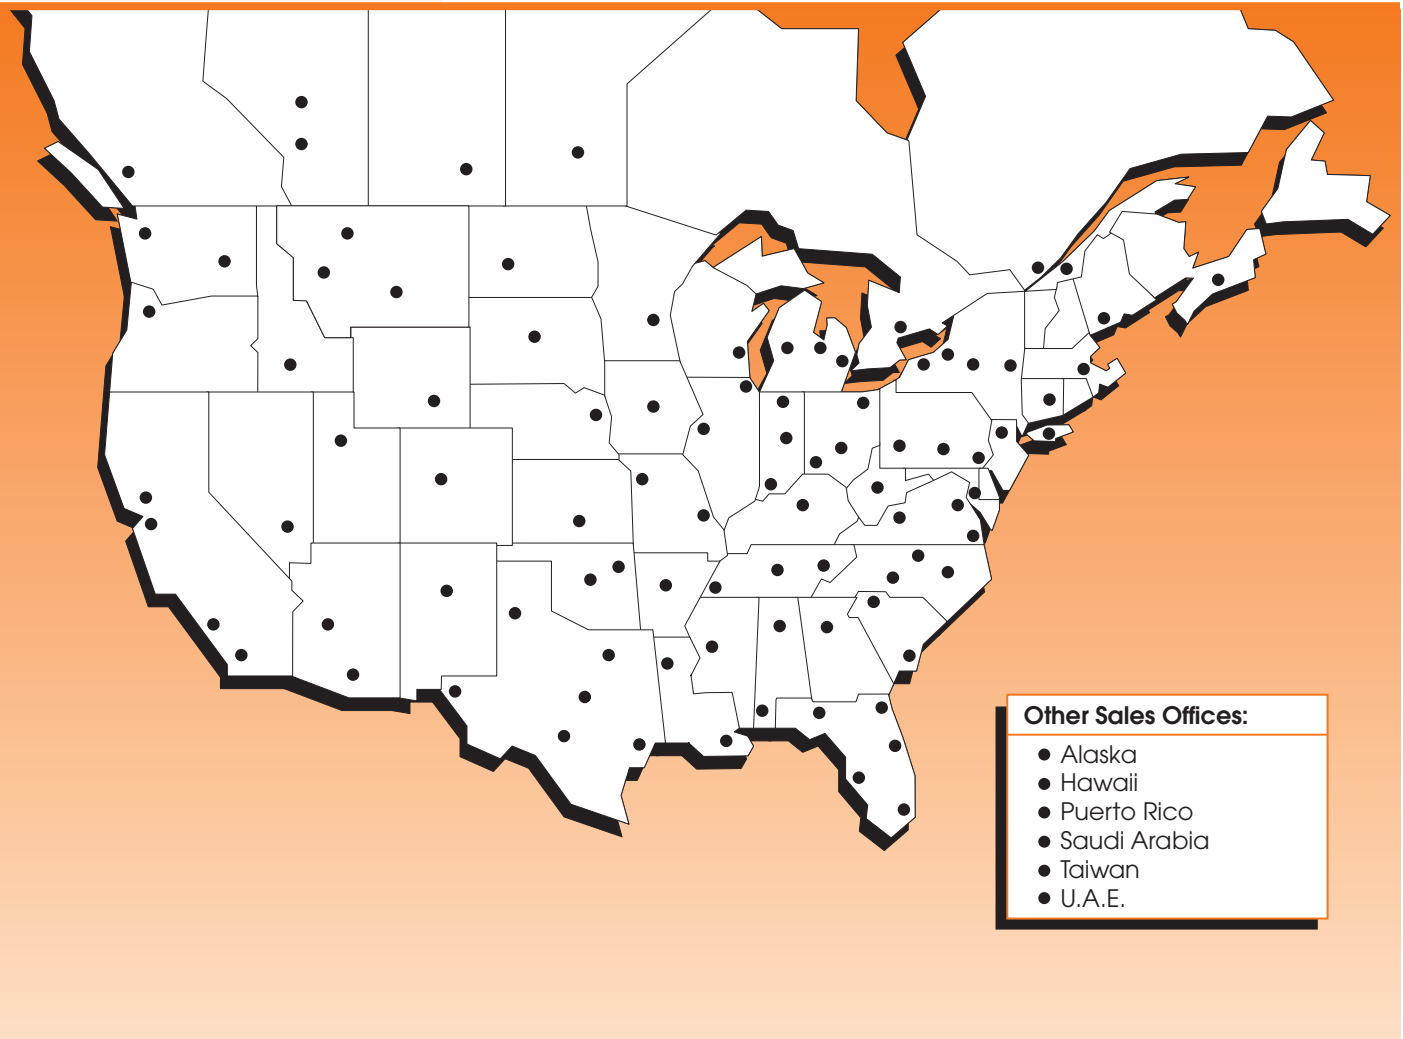 Other Sales Offices:
Alaska
Hawaii
Puerto Rico
Saudi Arabia
Taiwan
U.A.E.